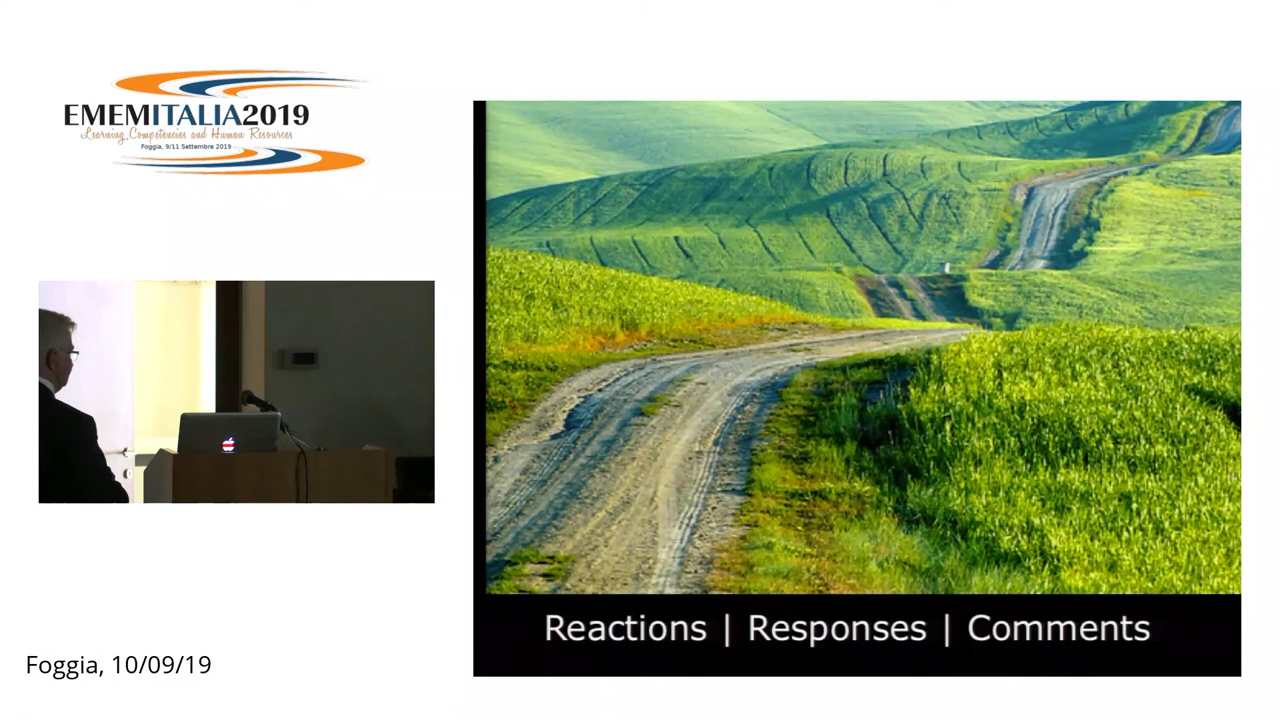 EMEMITALIA2019
Learning, Competencies and Human Resources
Foggia, 9/11 Settembre 2019
Reactions | Responses | Comments
Foggia, 10/09/19